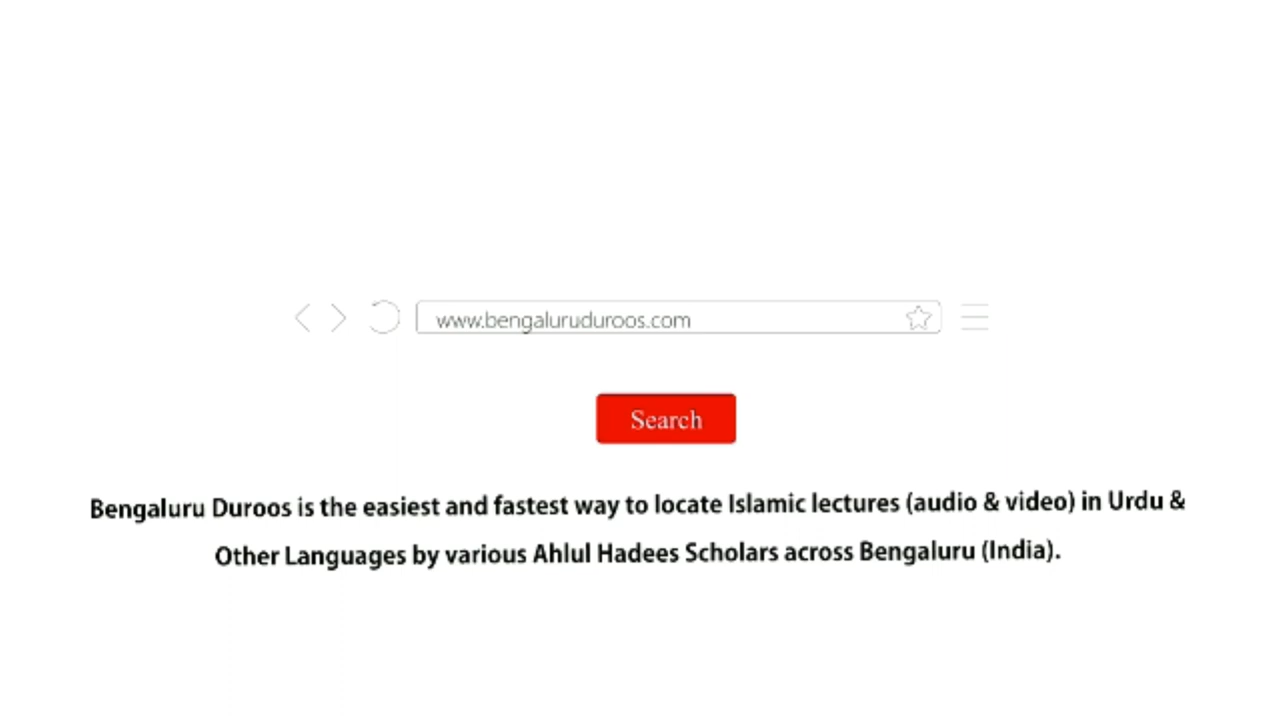 www.bengaluruduroos.com
Search
Bengaluru Duroos is the easiest and fastest way to locate Islamic lectures (audio & video) in Urdu &
Other Languages by various Ahlul Hadees Scholars across Bengaluru (India).